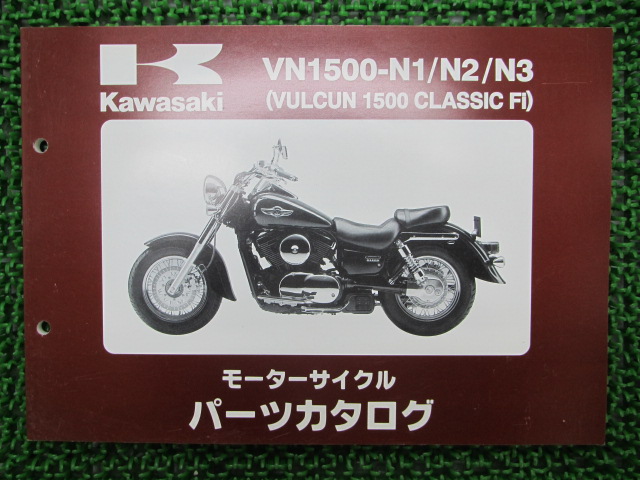 Kawasaki
VN1500-N1/N2/N3
(VULCUN 1500 CLASSIC Fi)
モーターサイクル
パーツカタログ